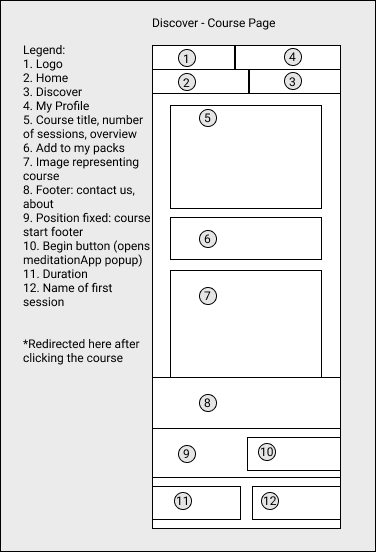 Discover - Course Page
Legend:
1. Logo
2. Home
3. Discover
4. My Profile
5. Course title, number
of sessions, overview
6. Add to my packs
7. Image representing
course
8. Footer: contact us,
about
9. Position fixed: course
start footer
10. Begin button (opens
meditationApp popup)
11. Duration
12. Name of first
session
*Redirected here after
clicking the course
1
4
2
3
5
6
7
8
9
10
11
12